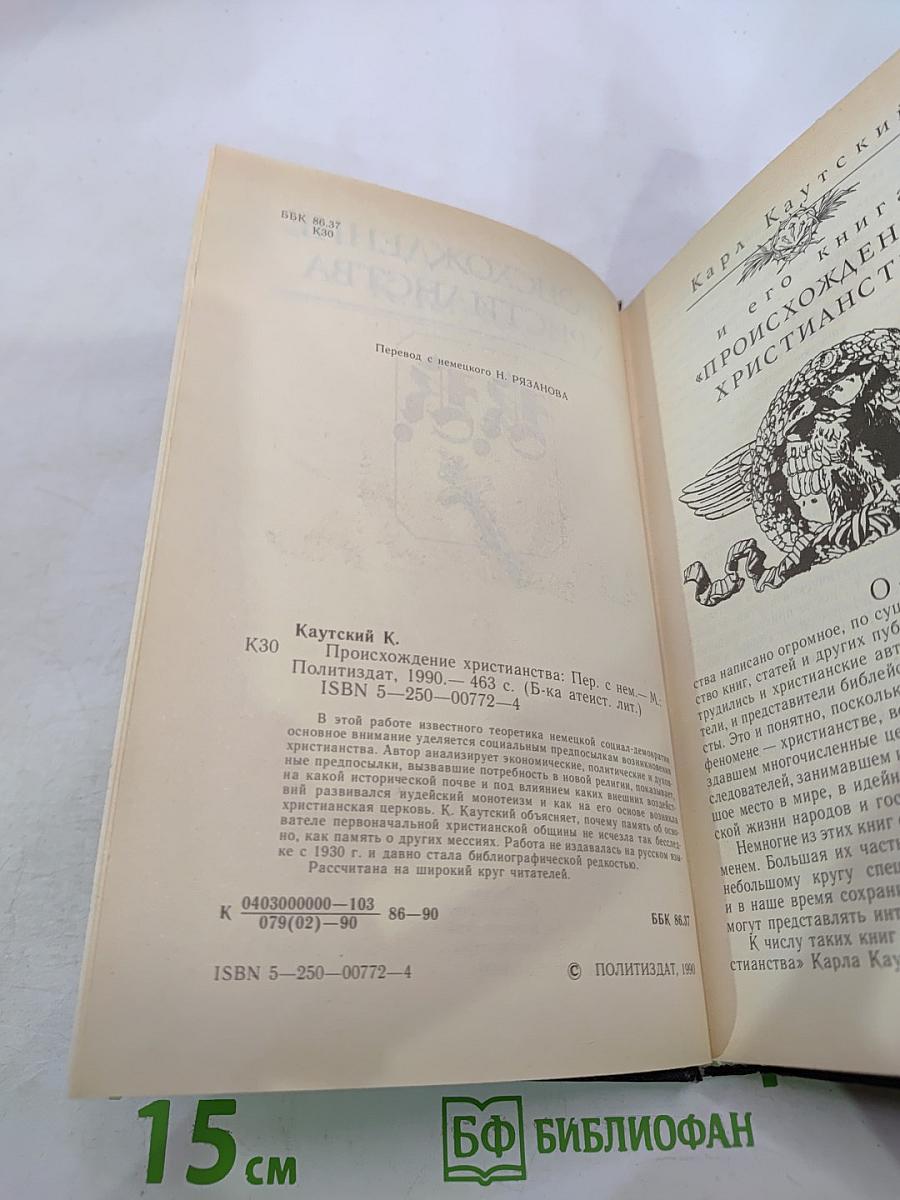 ББК 86.37
К30
Перевод с немецкого Н. РЯЗАНОВА
Каутский К.
К30
Происхождение христианства: Пер. с нем.— М.:
Политиздат, 1990.— 463 с. (Б-ка атеист. лит.)
ISBN 5—250—00772—4
В этой работе известного теоретика немецкой социал-демократии
основное внимание уделяется социальным предпосылкам возникновения
христианства. Автор анализирует экономические, политические и духов-
ные предпосылки, вызвавшие потребность в новой религии, показывает,
на какой исторической почве и под влиянием каких внешних воздейст-
вий развивался иудейский монотеизм и как на его основе возникла
христианская церковь. К. Каутский объясняет, почему память об осно-
вателе первоначальной христианской общины не исчезла так бесслед-
но, как память о других мессиях. Работа не издавалась на русском язы-
ке с 1930 г. и давно стала библиографической редкостью.
Рассчитана на широкий круг читателей.
К 0403000000—103
079(02)—90
86—90
ББК 86.37
ISBN 5—250—00772—4
© ПОЛИТИЗДАТ, 1990
Карл Каутский
и его книга
«ПРОИСХОЖДЕН
ХРИСТИАНСТ
О
ства написано огромное, по сущ
ство книг, статей и других пуб
трудились и христианские авт
тели, и представители библейс
сты. Это и понятно, поскольк
феномене — христианстве, во
здавшем многочисленные це
следователей, занимавшем
шое место в мире, в идейн
ской жизни народов и гос
Немногие из этих книг
менем. Большая их часть
небольшому кругу спец
и в наше время сохрани
могут представлять инт
К числу таких книг
стианства» Карла Кау
15 см
БФ БИБЛИОФАН